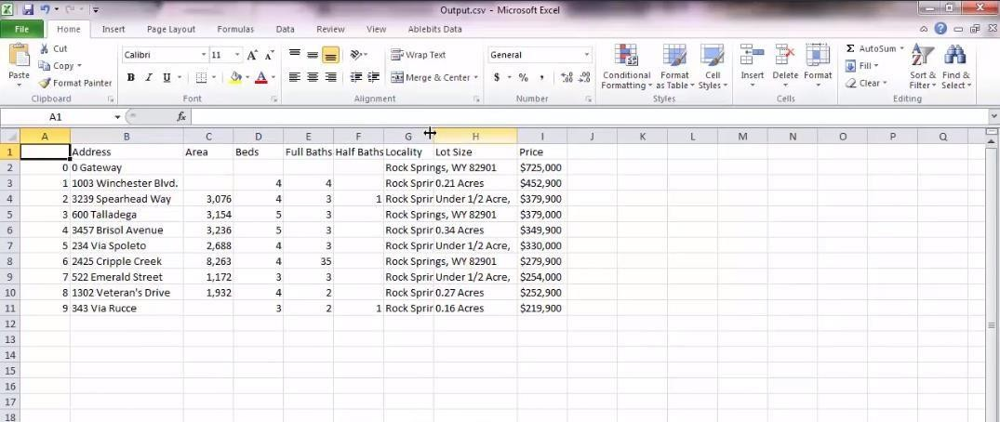 Output.csv - Microsoft Excel
File Home Insert Page Layout Formulas Data Review View Ablebits Data
Paste
Cut
Copy
Format Painter
Clipboard
Calibri 11 A A
B I U A
Font
Wrap Text
Merge & Center
Alignment
General
$ % ,
Number
Conditional Formatting
Format as Table
Cell Styles
Styles
Insert Delete Format
Cells
Σ AutoSum
Fill
Clear
Sort & Filter
Find & Select
Editing
A1 fx
A B C D E F G H I J K L M N O P Q
1 Address Area Beds Full Baths Half Baths Locality Lot Size Price
2 0 0 Gateway Rock Springs, WY 82901 $725,000
3 1 1003 Winchester Blvd. 4 4 Rock Sprir 0.21 Acres $452,900
4 2 3239 Spearhead Way 3,076 4 3 1 Rock Sprir Under 1/2 Acre, $379,900
5 3 600 Talladega 3,154 5 3 Rock Springs, WY 82901 $379,000
6 4 3457 Brisol Avenue 3,236 5 3 Rock Sprir 0.34 Acres $349,900
7 5 234 Via Spoleto 2,688 4 3 Rock Sprir Under 1/2 Acre, $330,000
8 6 2425 Cripple Creek 8,263 4 35 Rock Springs, WY 82901 $279,900
9 7 522 Emerald Street 1,172 3 3 Rock Sprir Under 1/2 Acre, $254,000
10 8 1302 Veteran's Drive 1,932 4 2 Rock Sprir 0.27 Acres $252,900
11 9 343 Via Rucce 3 2 1 Rock Sprir 0.16 Acres $219,900
12
13
14
15
16
17
18